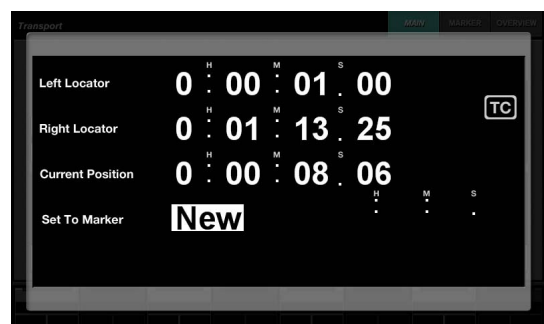 Transport MAIN MARKER OVERVIEW
H M S
Left Locator 0 : 00 : 01 . 00
TC
H M S
Right Locator 0 : 01 : 13 . 25
H M S
Current Position 0 : 00 : 08 . 06
H M S
Set To Marker New : : .